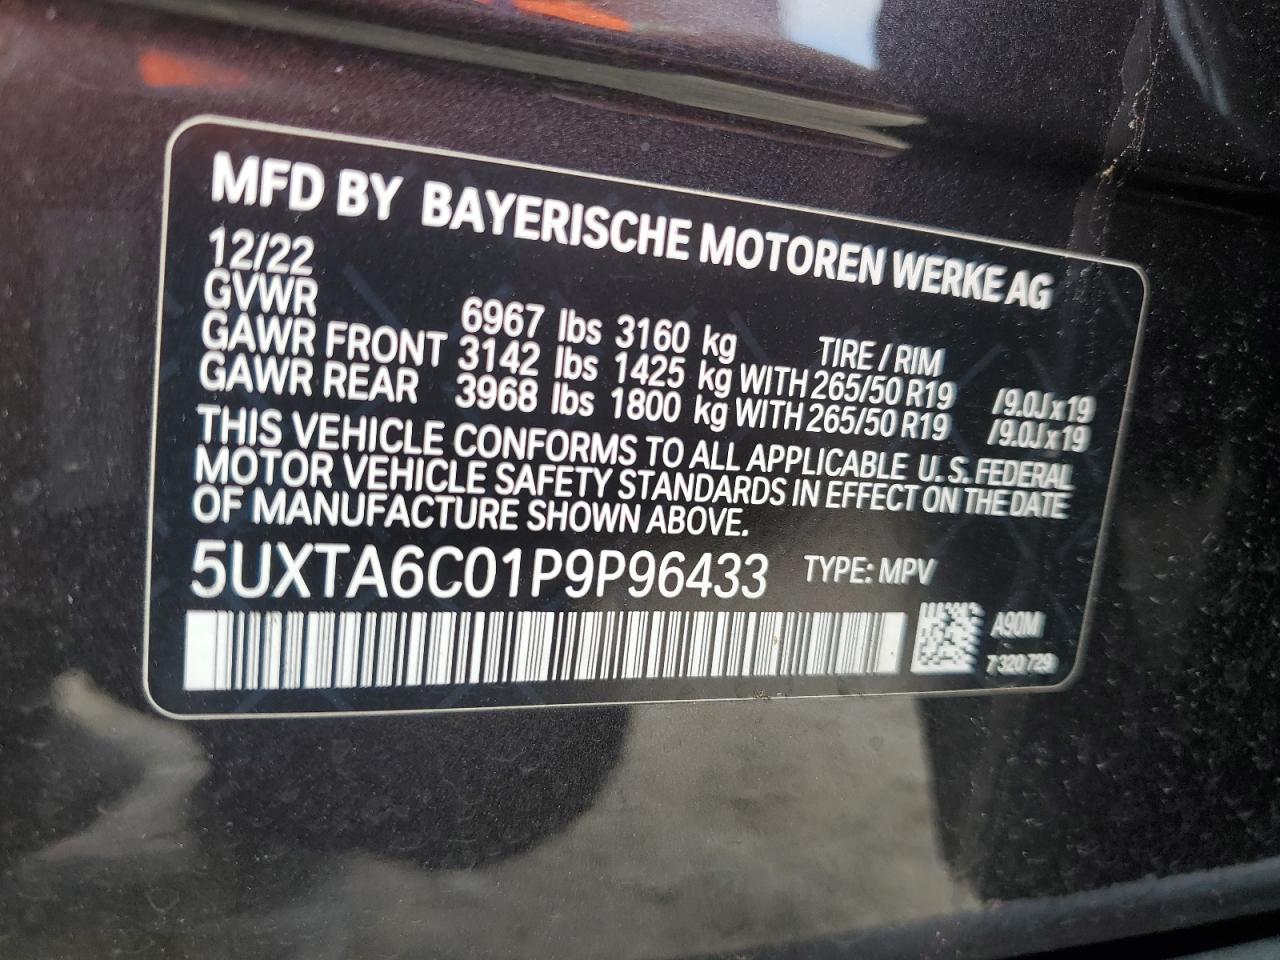 MFD BY BAYERISCHE MOTOREN WERKE AG
12/22
GVWR 6967 lbs 3160 kg TIRE / RIM
GAWR FRONT 3142 lbs 1425 kg WITH 265/50 R19 /9.0J x 19
GAWR REAR 3968 lbs 1800 kg WITH 265/50 R19 /9.0J x 19
THIS VEHICLE CONFORMS TO ALL APPLICABLE U.S. FEDERAL
MOTOR VEHICLE SAFETY STANDARDS IN EFFECT ON THE DATE
OF MANUFACTURE SHOWN ABOVE.
5UXTA6C01P9P96433 TYPE: MPV
A90M
7 320 729